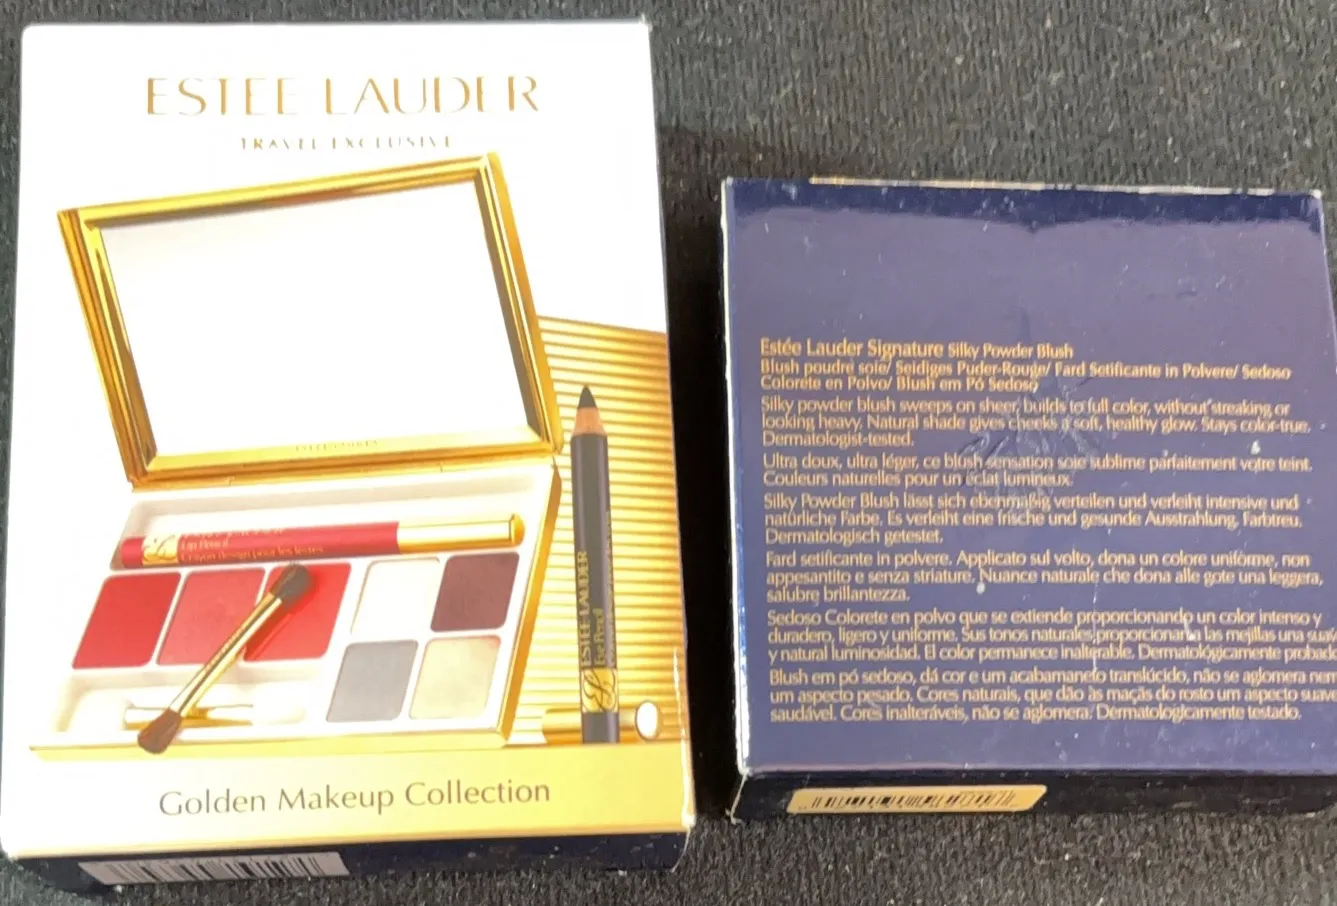 ESTEE LAUDER
TRAVEL EXCLUSIVE
ESTEE LAUDER
Lip Pencil
Crayon design pour les lèvres
ESTEE LAUDER
Eye Pencil
Golden Makeup Collection
Estée Lauder Signature Silky Powder Blush
Blush poudré soie/ Seidiges Puder-Rouge/ Fard Setificante in Polvere/ Sedoso
Colorete en Polvo/ Blush em Pó Sedoso
Silky powder blush sweeps on sheer, builds to full color, without streaking or
looking heavy. Natural shade gives cheeks a soft, healthy glow. Stays color-true.
Dermatologist-tested.
Ultra doux, ultra léger, ce blush sensation soie sublime parfaitement votre teint.
Couleurs naturelles pour un éclat lumineux.
Silky Powder Blush lässt sich ebenmäßig verteilen und verleiht intensive und
natürliche Farbe. Es verleiht eine frische und gesunde Ausstrahlung. Farbtreu.
Dermatologisch getestet.
Fard setificante in polvere. Applicato sul volto, dona un colore uniforme, non
appesantito e senza striature. Nuance naturale che dona alle gote una leggera,
salubre brillantezza.
Sedoso Colorete en polvo que se extiende proporcionando un color intenso y
duradero, ligero y uniforme. Sus tonos naturales proporcionan a las mejillas una
y natural luminosidad. El color permanece inalterable. Dermatológicamente probado
Blush em pó sedoso, dá cor e um acabamaneto translúcido, não se aglomera nem
um aspecto pesado. Cores naturais, que dão às maçãs do rosto um aspecto suave
saudável. Cores inalteráveis, não se aglomera. Dermatologicamente testado.